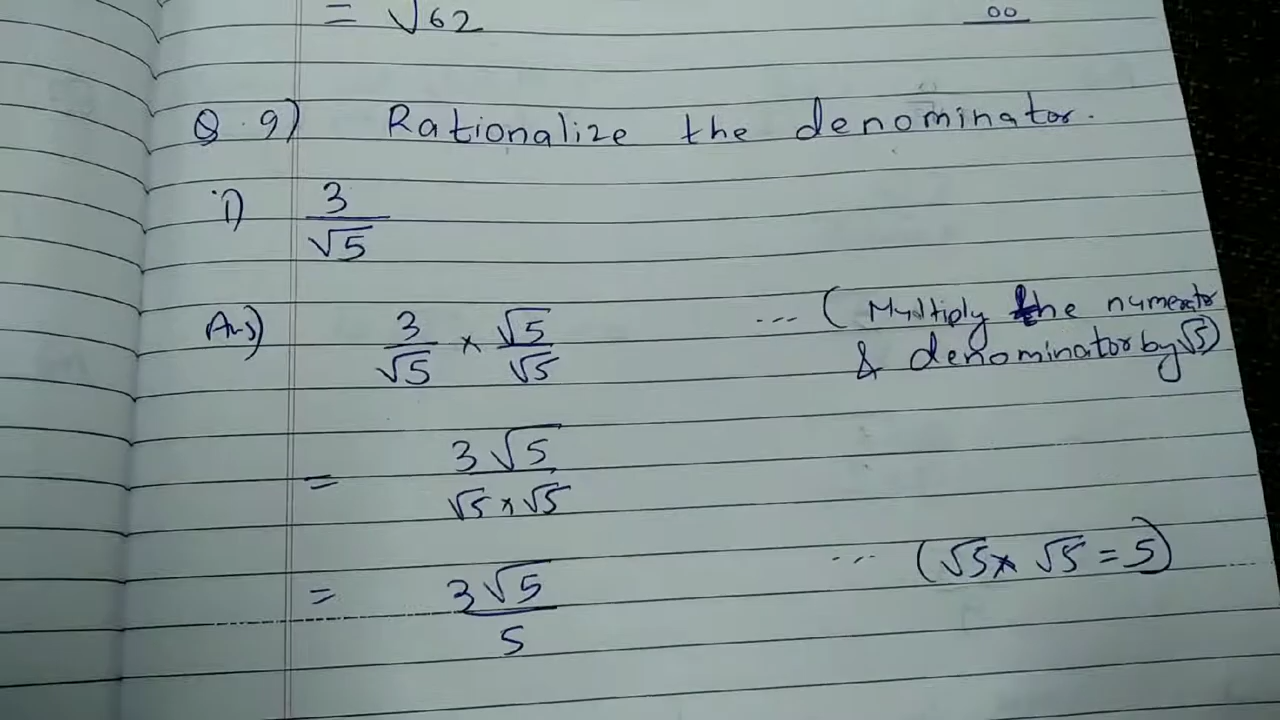 = √62
00
Q.9) Rationalize the denominator.
i) 3/√5
Ans) 3/√5 × √5/√5 ... (Multiply the numerator
& denominator by √5)
= 3√5/√5 × √5
= 3√5/5 ... (√5 × √5 = 5)